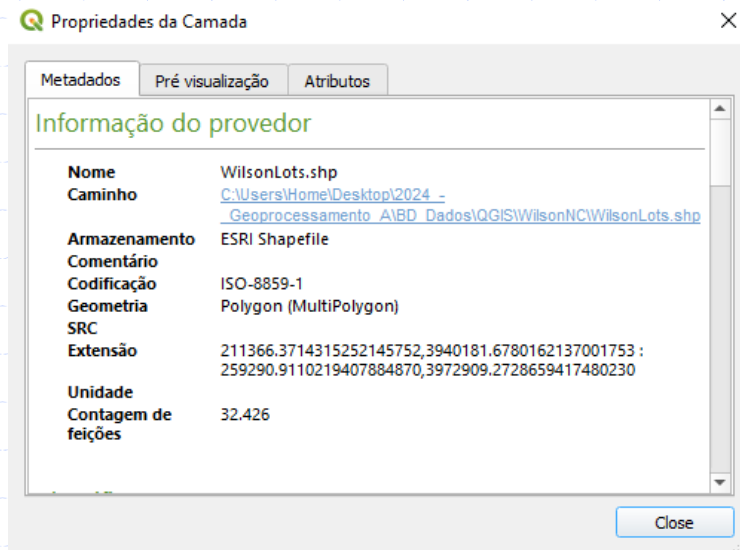 Propriedades da Camada
Metadados Pré visualização Atributos
Informação do provedor
Nome WilsonLots.shp
Caminho C:\Users\Home\Desktop\2024_-
_Geoprocessamento_A\BD_Dados\QGIS\WilsonNC\WilsonLots.shp
Armazenamento ESRI Shapefile
Comentário
Codificação ISO-8859-1
Geometria Polygon (MultiPolygon)
SRC
Extensão 211366.3714315252145752,3940181.6780162137001753 :
259290.9110219407884870,3972909.2728659417480230
Unidade
Contagem de 32.426
feições
Close